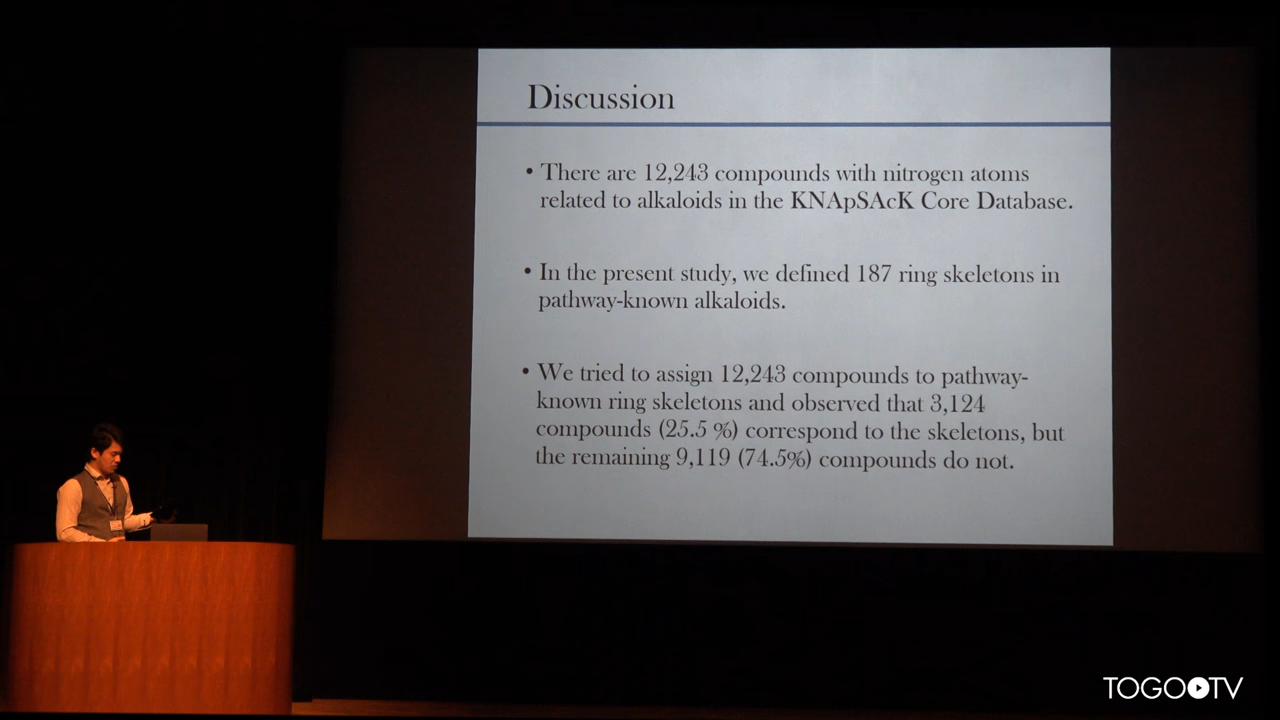 Discussion
• There are 12,243 compounds with nitrogen atoms
related to alkaloids in the KNApSAcK Core Database.
• In the present study, we defined 187 ring skeletons in
pathway-known alkaloids.
• We tried to assign 12,243 compounds to pathway-
known ring skeletons and observed that 3,124
compounds (25.5 %) correspond to the skeletons, but
the remaining 9,119 (74.5%) compounds do not.
TOGOTV